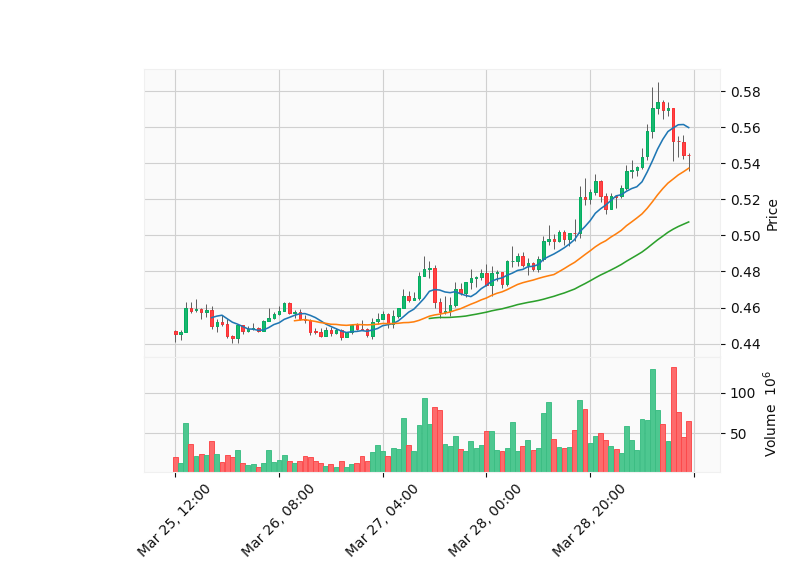 0.58
0.56
0.54
0.52
0.50
0.48
0.46
0.44
Price
100
50
Volume 10^6
Mar 25, 12:00
Mar 26, 08:00
Mar 27, 04:00
Mar 28, 00:00
Mar 28, 20:00